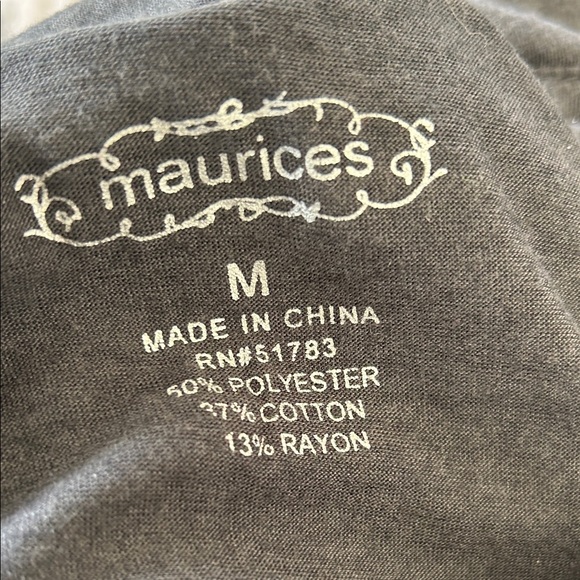 maurices
M
MADE IN CHINA
RN#51783
50% POLYESTER
37% COTTON
13% RAYON